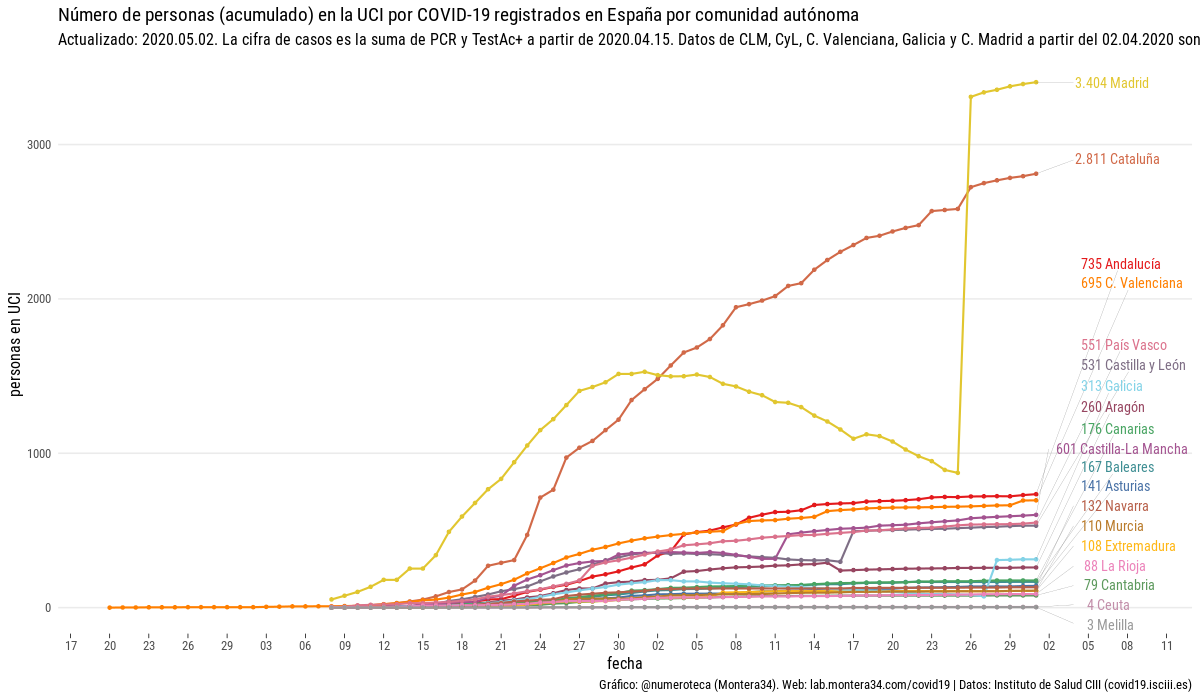 Número de personas (acumulado) en la UCI por COVID-19 registrados en España por comunidad autónoma
Actualizado: 2020.05.02. La cifra de casos es la suma de PCR y TestAc+ a partir de 2020.04.15. Datos de CLM, CyL, C. Valenciana, Galicia y C. Madrid a partir del 02.04.2020 son
3.404 Madrid
3000
2.811 Cataluña
735 Andalucía
695 C. Valenciana
2000
551 País Vasco
531 Castilla y León
313 Galicia
260 Aragón
176 Canarias
601 Castilla-La Mancha
1000
167 Baleares
141 Asturias
132 Navarra
110 Murcia
108 Extremadura
88 La Rioja
79 Cantabria
4 Ceuta
0
3 Melilla
personas en UCI
17 20 23 26 29 03 06 09 12 15 18 21 24 27 30 02 05 08 11 14 17 20 23 26 29 02 05 08 11
fecha
Gráfico: @numeroteca (Montera34). Web: lab.montera34.com/covid19 | Datos: Instituto de Salud CIII (covid19.isciii.es)